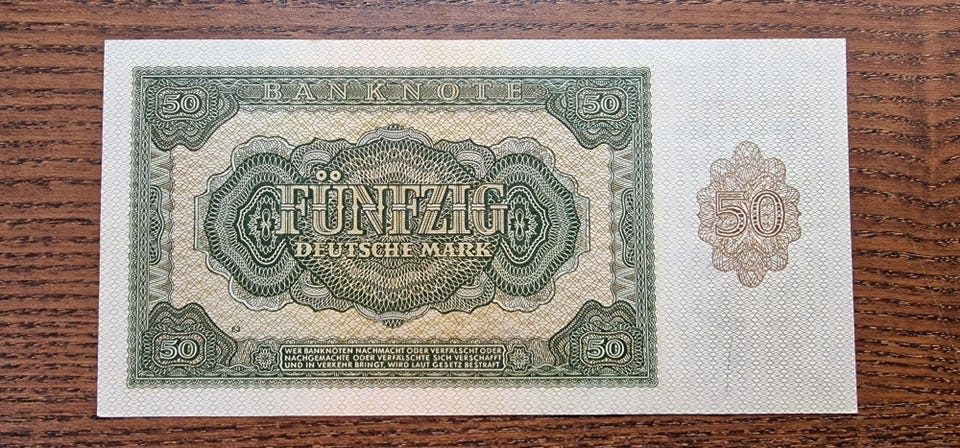 BANKNOTE
50
50
FÜNFZIG
DEUTSCHE MARK
50
50
50
WER BANKNOTEN NACHMACHT ODER VERFÄLSCHT ODER
NACHGEMACHTE ODER VERFÄLSCHTE SICH VERSCHAFFT
UND IN VERKEHR BRINGT, WIRD LAUT GESETZ BESTRAFT